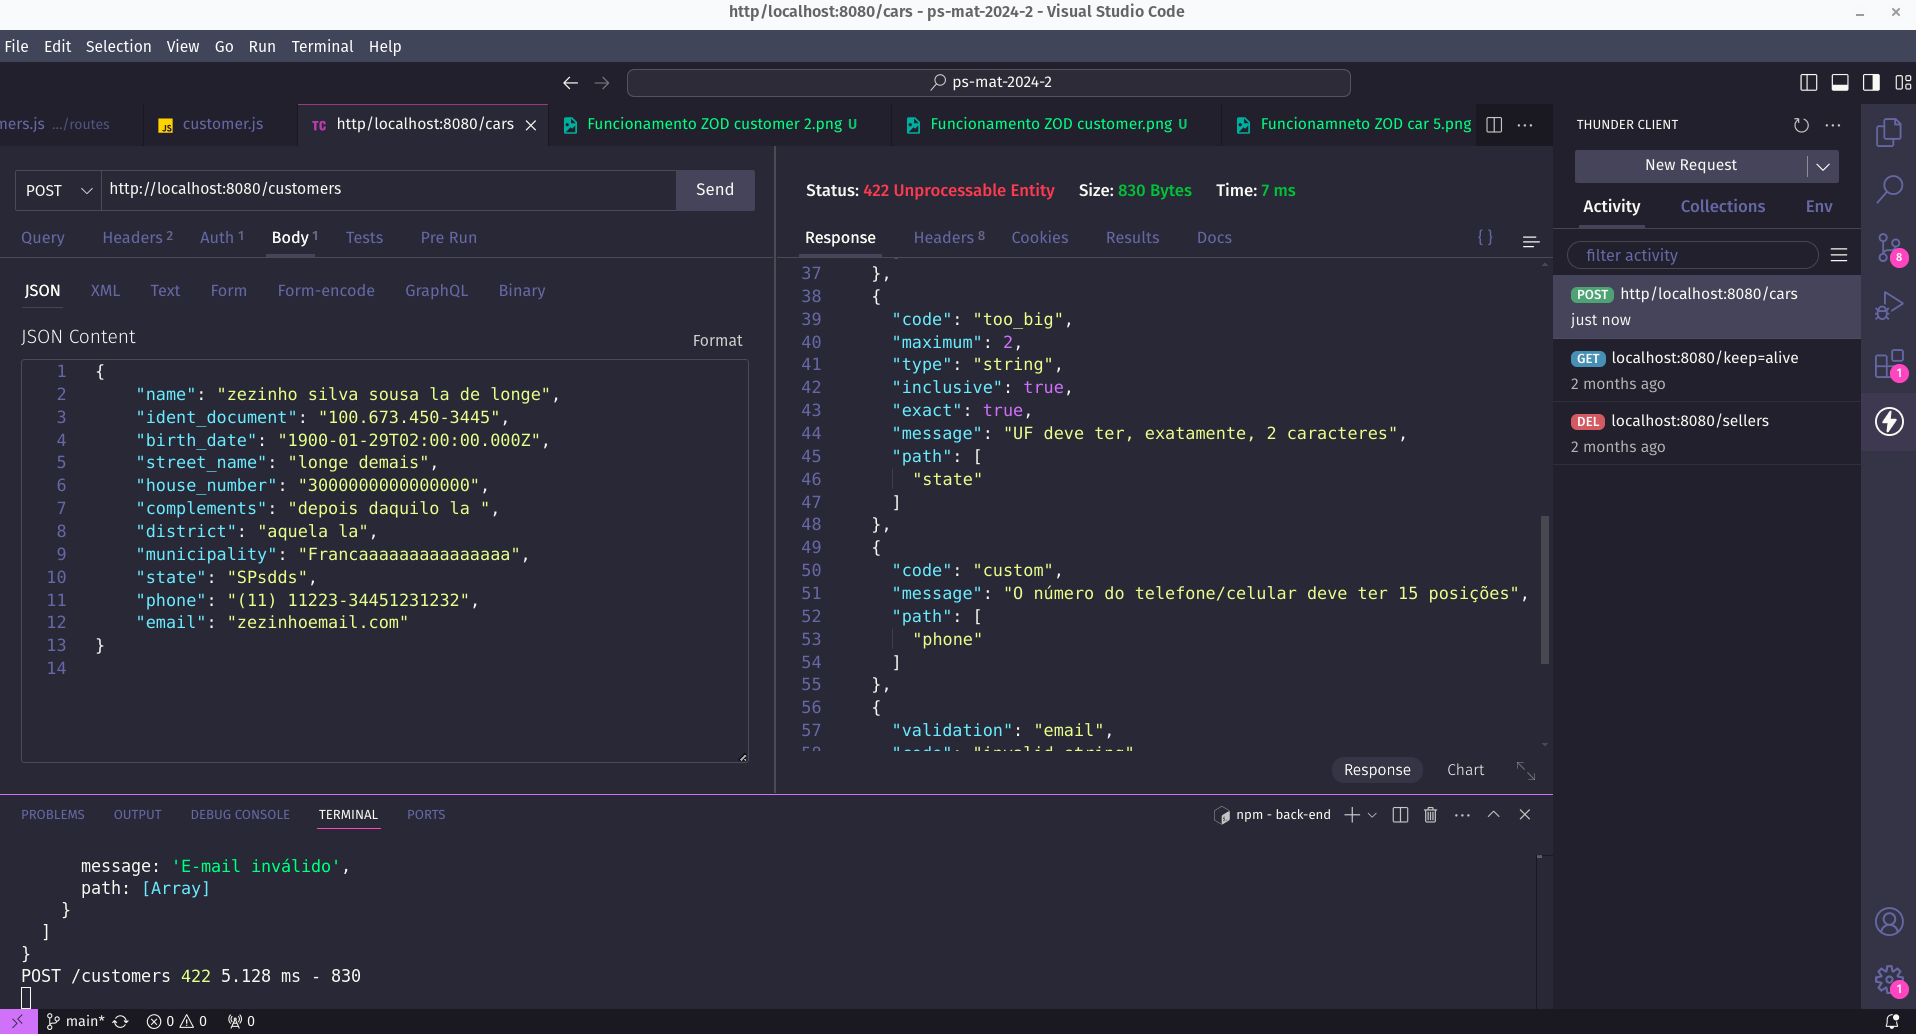 http/localhost:8080/cars - ps-mat-2024-2 - Visual Studio Code
File Edit Selection View Go Run Terminal Help
ps-mat-2024-2
mers.js .../routes
customer.js
TC http/localhost:8080/cars
Funcionamento ZOD customer 2.png U
Funcionamento ZOD customer.png U
Funcionamneto ZOD car 5.png
POST http://localhost:8080/customers Send
Query Headers 2 Auth 1 Body 1 Tests Pre Run
JSON XML Text Form Form-encode GraphQL Binary
JSON Content Format
1 {
2 "name": "zezinho silva sousa la de longe",
3 "ident_document": "100.673.450-3445",
4 "birth_date": "1900-01-29T02:00:00.000Z",
5 "street_name": "longe demais",
6 "house_number": "3000000000000000",
7 "complements": "depois daquilo la ",
8 "district": "aquela la",
9 "municipality": "Francaaaaaaaaaaaaaaa",
10 "state": "SPsdds",
11 "phone": "(11) 11223-34451231232",
12 "email": "zezinhoemail.com"
13 }
14
Status: 422 Unprocessable Entity Size: 830 Bytes Time: 7 ms
Response Headers 8 Cookies Results Docs { }
37 },
38 {
39 "code": "too_big",
40 "maximum": 2,
41 "type": "string",
42 "inclusive": true,
43 "exact": true,
44 "message": "UF deve ter, exatamente, 2 caracteres",
45 "path": [
46 "state"
47 ]
48 },
49 {
50 "code": "custom",
51 "message": "O número do telefone/celular deve ter 15 posições",
52 "path": [
53 "phone"
54 ]
55 },
56 {
57 "validation": "email",
58 "code": "invalid_string"
Response Chart
THUNDER CLIENT
New Request
Activity Collections Env
filter activity
POST http/localhost:8080/cars
just now
GET localhost:8080/keep=alive
2 months ago
DEL localhost:8080/sellers
2 months ago
8
1
1
PROBLEMS OUTPUT DEBUG CONSOLE TERMINAL PORTS
npm - back-end
message: 'E-mail inválido',
path: [Array]
}
]
}
POST /customers 422 5.128 ms - 830
main* 0 0 0